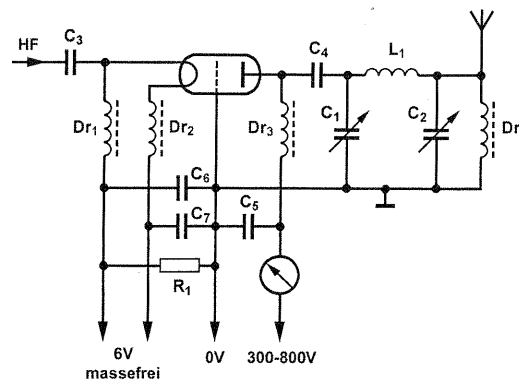 HF
C3
C4
L1
Dr1
Dr2
Dr3
C1
C2
Dr
C6
C7
C5
R1
6V
massefrei
0V
300-800V